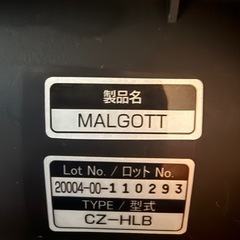 製品名
MALGOTT
Lot No. / ロット No.
20004-00-110293
TYPE / 型式
CZ-HLB